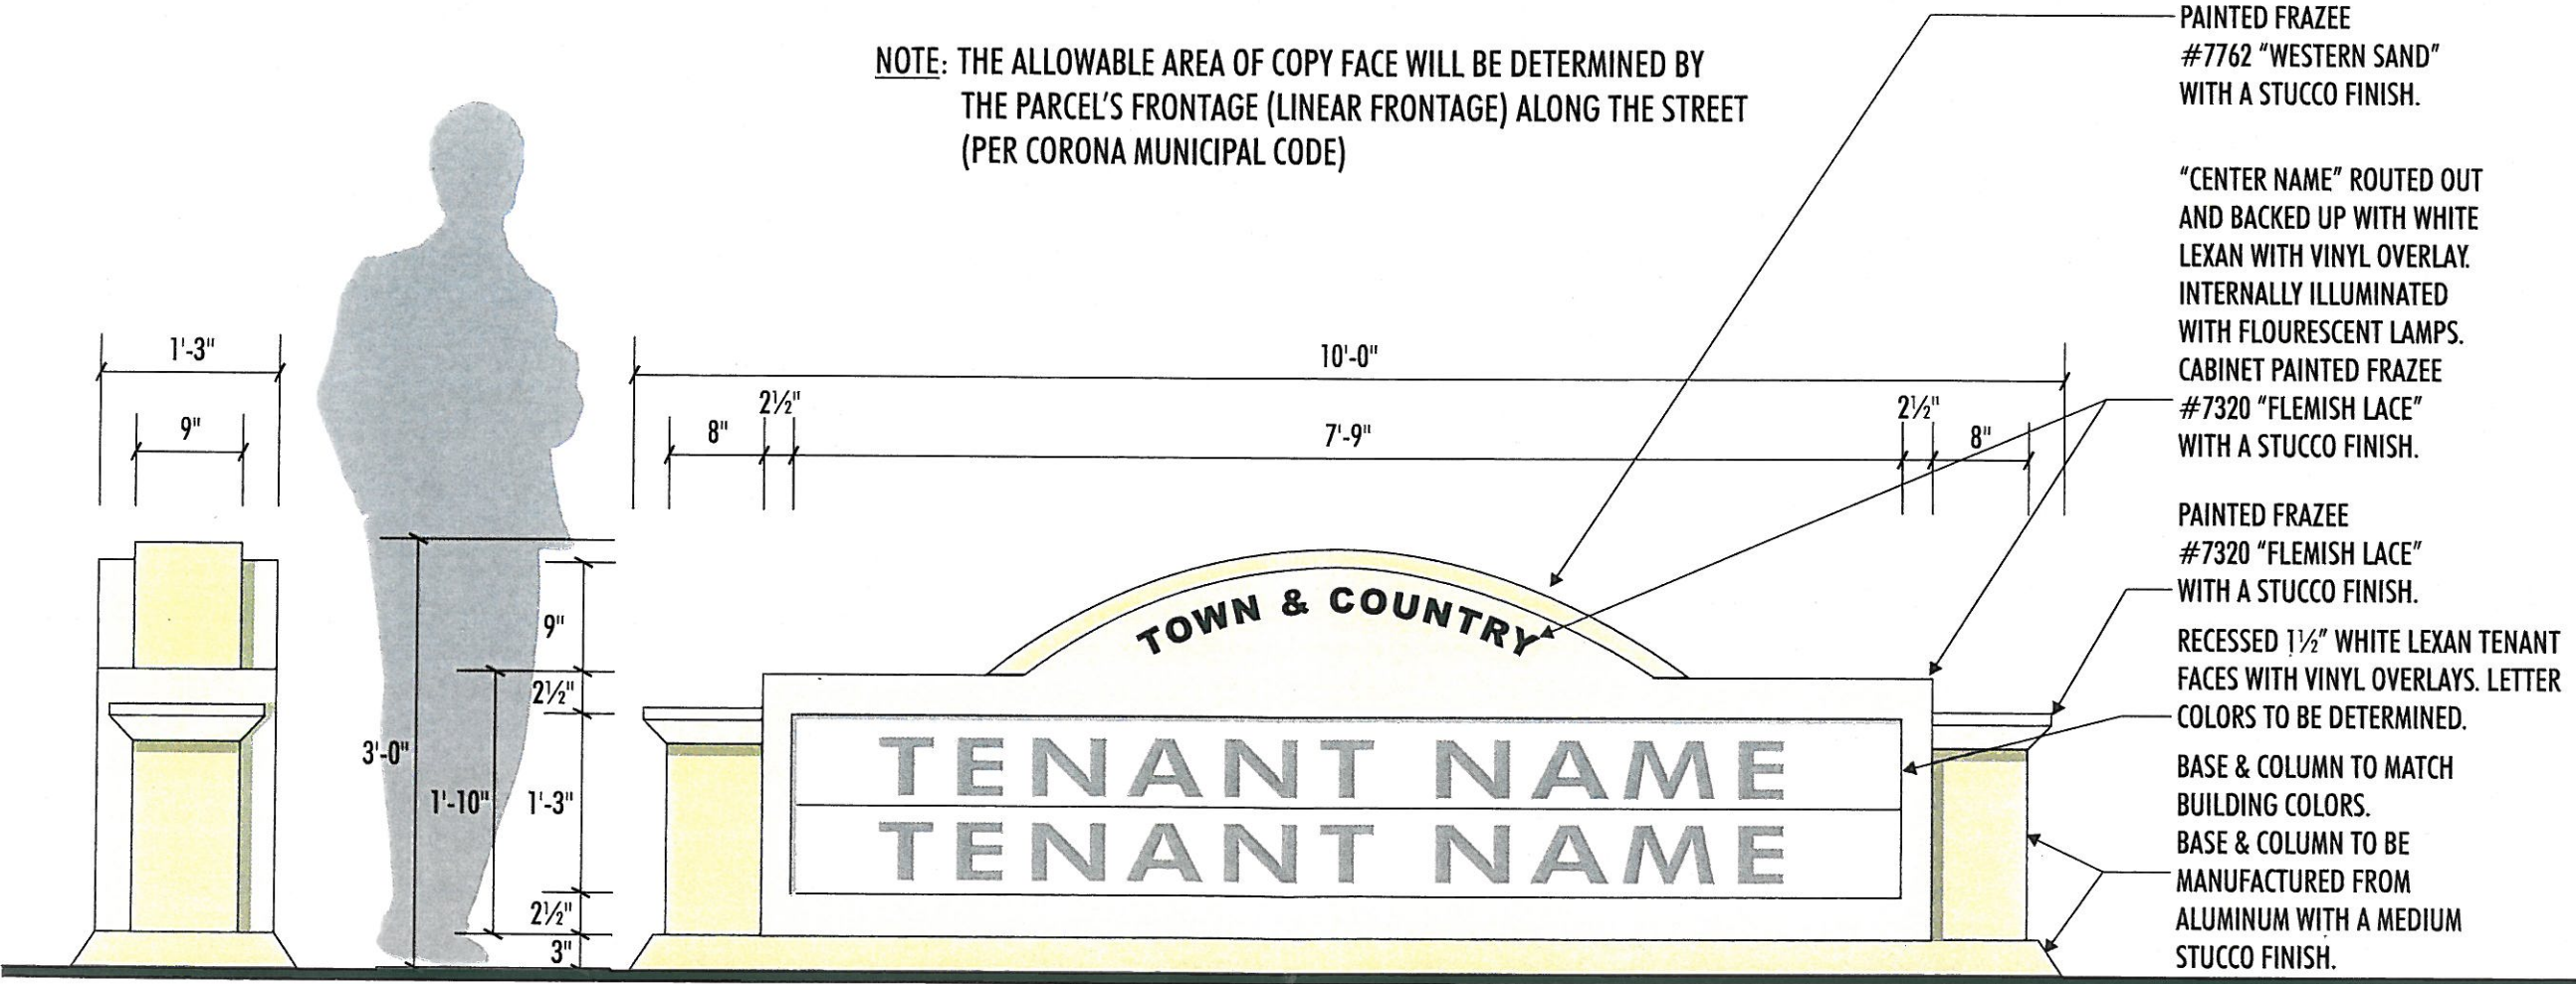 NOTE: THE ALLOWABLE AREA OF COPY FACE WILL BE DETERMINED BY
THE PARCEL'S FRONTAGE (LINEAR FRONTAGE) ALONG THE STREET
(PER CORONA MUNICIPAL CODE)
PAINTED FRAZEE
#7762 "WESTERN SAND"
WITH A STUCCO FINISH.
"CENTER NAME" ROUTED OUT
AND BACKED UP WITH WHITE
LEXAN WITH VINYL OVERLAY.
INTERNALLY ILLUMINATED
WITH FLOURESCENT LAMPS.
CABINET PAINTED FRAZEE
#7320 "FLEMISH LACE"
WITH A STUCCO FINISH.
PAINTED FRAZEE
#7320 "FLEMISH LACE"
WITH A STUCCO FINISH.
RECESSED 1½" WHITE LEXAN TENANT
FACES WITH VINYL OVERLAYS. LETTER
COLORS TO BE DETERMINED.
BASE & COLUMN TO MATCH
BUILDING COLORS.
BASE & COLUMN TO BE
MANUFACTURED FROM
ALUMINUM WITH A MEDIUM
STUCCO FINISH.
1'-3"
9"
10'-0"
8"
2½"
7'-9"
2½"
8"
9"
2½"
3'-0"
1'-10"
1'-3"
2½"
3"
TOWN & COUNTRY
TENANT NAME
TENANT NAME